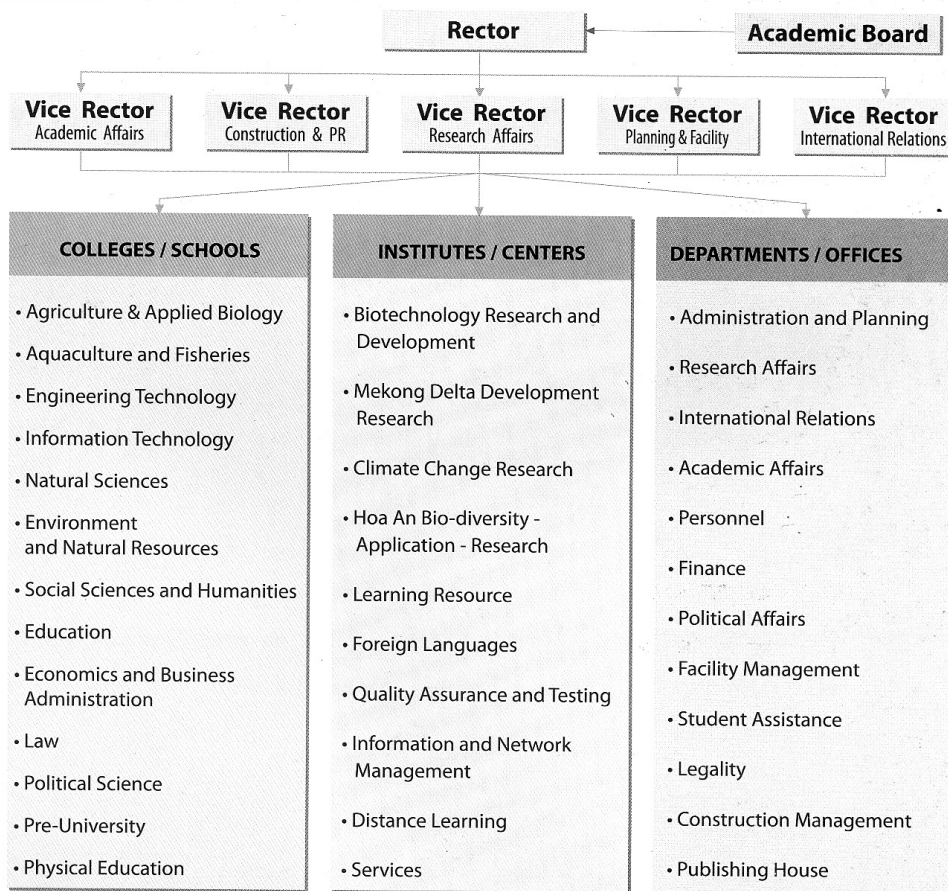 Rector
Academic Board
Vice Rector
Academic Affairs
Vice Rector
Construction & PR
Vice Rector
Research Affairs
Vice Rector
Planning & Facility
Vice Rector
International Relations
COLLEGES / SCHOOLS
• Agriculture & Applied Biology
• Aquaculture and Fisheries
• Engineering Technology
• Information Technology
• Natural Sciences
• Environment
and Natural Resources
• Social Sciences and Humanities
• Education
• Economics and Business
Administration
• Law
• Political Science
• Pre-University
• Physical Education
INSTITUTES / CENTERS
• Biotechnology Research and
Development
• Mekong Delta Development
Research
• Climate Change Research
• Hoa An Bio-diversity -
Application - Research
• Learning Resource
• Foreign Languages
• Quality Assurance and Testing
• Information and Network
Management
• Distance Learning
• Services
DEPARTMENTS / OFFICES
• Administration and Planning
• Research Affairs
• International Relations
• Academic Affairs
• Personnel
• Finance
• Political Affairs
• Facility Management
• Student Assistance
• Legality
• Construction Management
• Publishing House